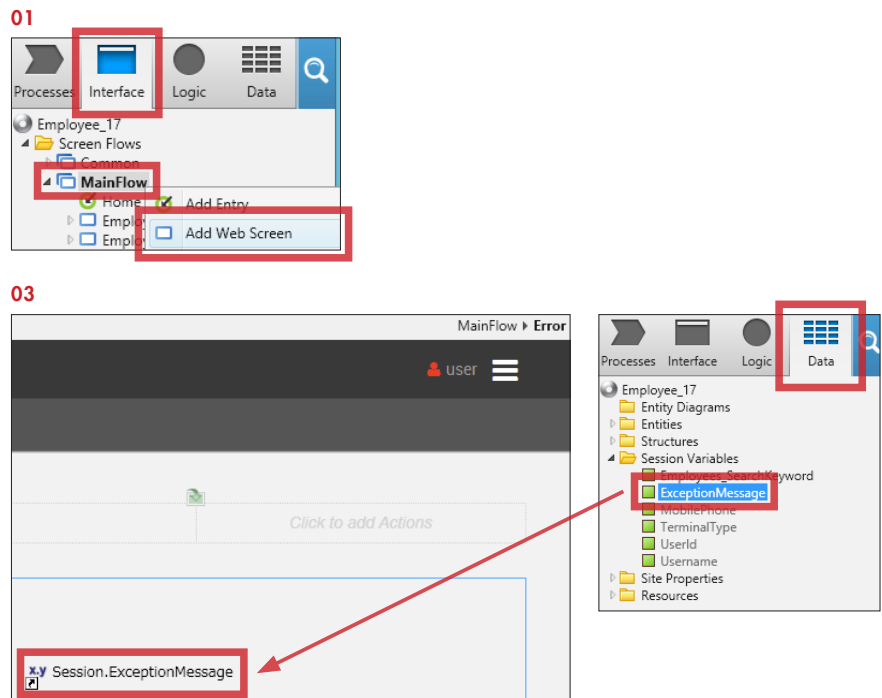 01
Processes Interface Logic Data
Employee_17
Screen Flows
Common
MainFlow
Home Add Entry
Emplo
Add Web Screen
Emplo
03
MainFlow Error
user
Click to add Actions
Session.ExceptionMessage
Processes Interface Logic Data
Employee_17
Entity Diagrams
Entities
Structures
Session Variables
Employees_SearchKeyword
ExceptionMessage
MobilePhone
TerminalType
UserId
Username
Site Properties
Resources